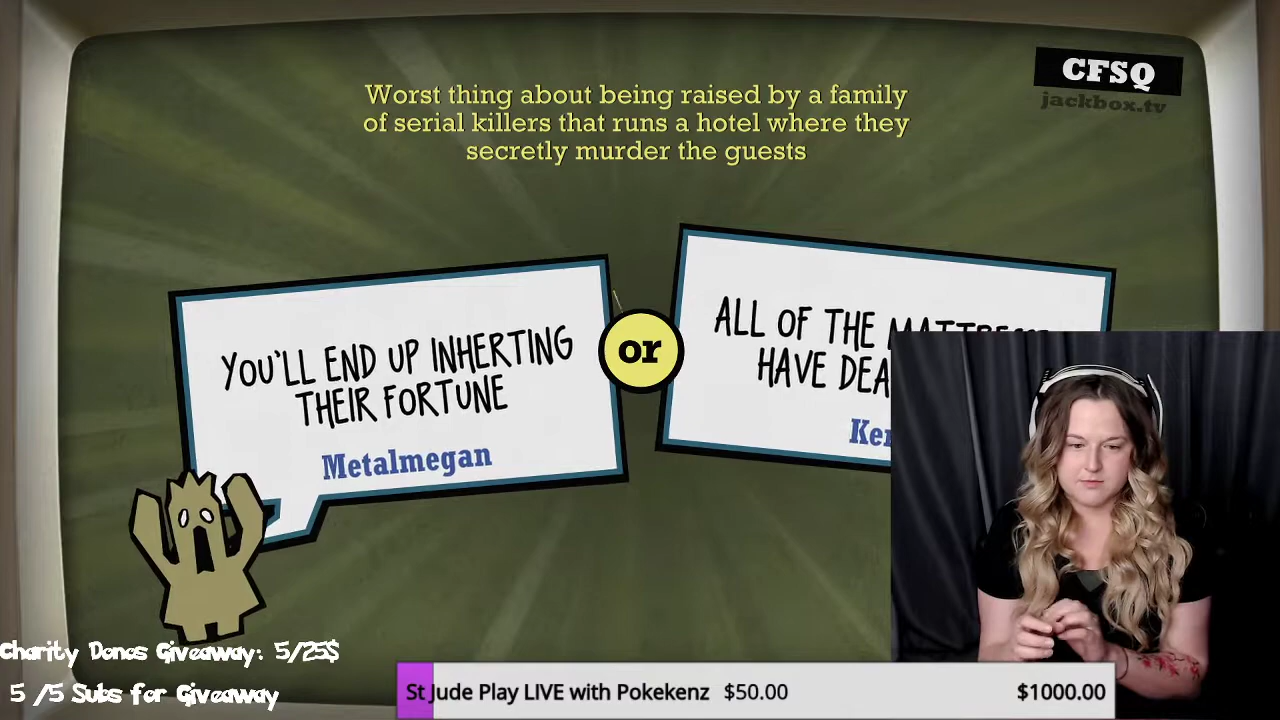 CFSQ
jackbox.tv
Worst thing about being raised by a family
of serial killers that runs a hotel where they
secretly murder the guests
YOU'LL END UP INHERTING
THEIR FORTUNE
Metalmegan
or
ALL OF THE
HAVE
Charity Donos Giveaway: 5/25$
5 /5 Subs for Giveaway
St Jude Play LIVE with Pokekenz $50.00 $1000.00